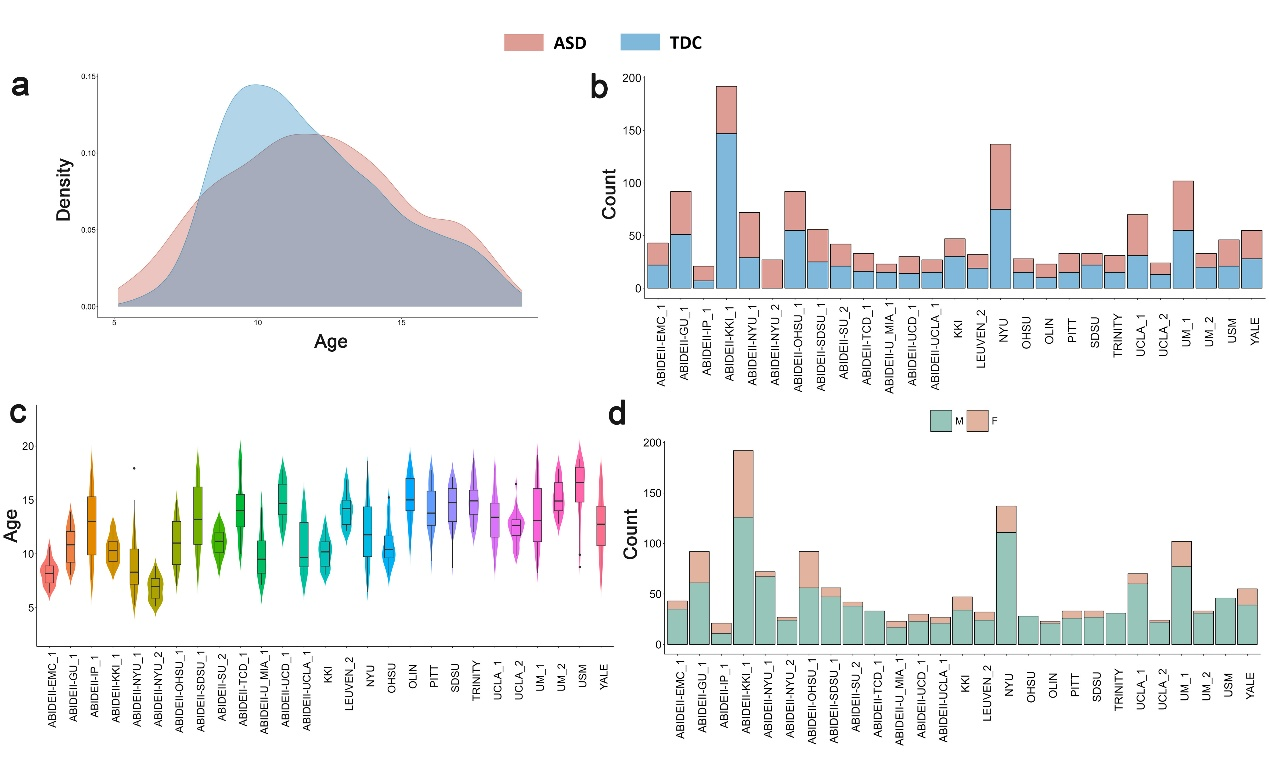 ASD TDC
a
0.15
0.10
0.05
0.00
Density
5 10 15
Age
b
200
150
100
50
0
Count
ABIDEII-EMC_1
ABIDEII-GU_1
ABIDEII-IP_1
ABIDEII-KKI_1
ABIDEII-NYU_1
ABIDEII-NYU_2
ABIDEII-OHSU_1
ABIDEII-SDSU_1
ABIDEII-SU_2
ABIDEII-TCD_1
ABIDEII-U_MIA_1
ABIDEII-UCD_1
ABIDEII-UCLA_1
KKI
LEUVEN_2
NYU
OHSU
OLIN
PITT
SDSU
TRINITY
UCLA_1
UCLA_2
UM_1
UM_2
USM
YALE
c
20
15
10
5
Age
ABIDEII-EMC_1
ABIDEII-GU_1
ABIDEII-IP_1
ABIDEII-KKI_1
ABIDEII-NYU_1
ABIDEII-NYU_2
ABIDEII-OHSU_1
ABIDEII-SDSU_1
ABIDEII-SU_2
ABIDEII-TCD_1
ABIDEII-U_MIA_1
ABIDEII-UCD_1
ABIDEII-UCLA_1
KKI
LEUVEN_2
NYU
OHSU
OLIN
PITT
SDSU
TRINITY
UCLA_1
UCLA_2
UM_1
UM_2
USM
YALE
d
M F
200
150
100
50
0
Count
ABIDEII-EMC_1
ABIDEII-GU_1
ABIDEII-IP_1
ABIDEII-KKI_1
ABIDEII-NYU_1
ABIDEII-NYU_2
ABIDEII-OHSU_1
ABIDEII-SDSU_1
ABIDEII-SU_2
ABIDEII-TCD_1
ABIDEII-U_MIA_1
ABIDEII-UCD_1
ABIDEII-UCLA_1
KKI
LEUVEN_2
NYU
OHSU
OLIN
PITT
SDSU
TRINITY
UCLA_1
UCLA_2
UM_1
UM_2
USM
YALE